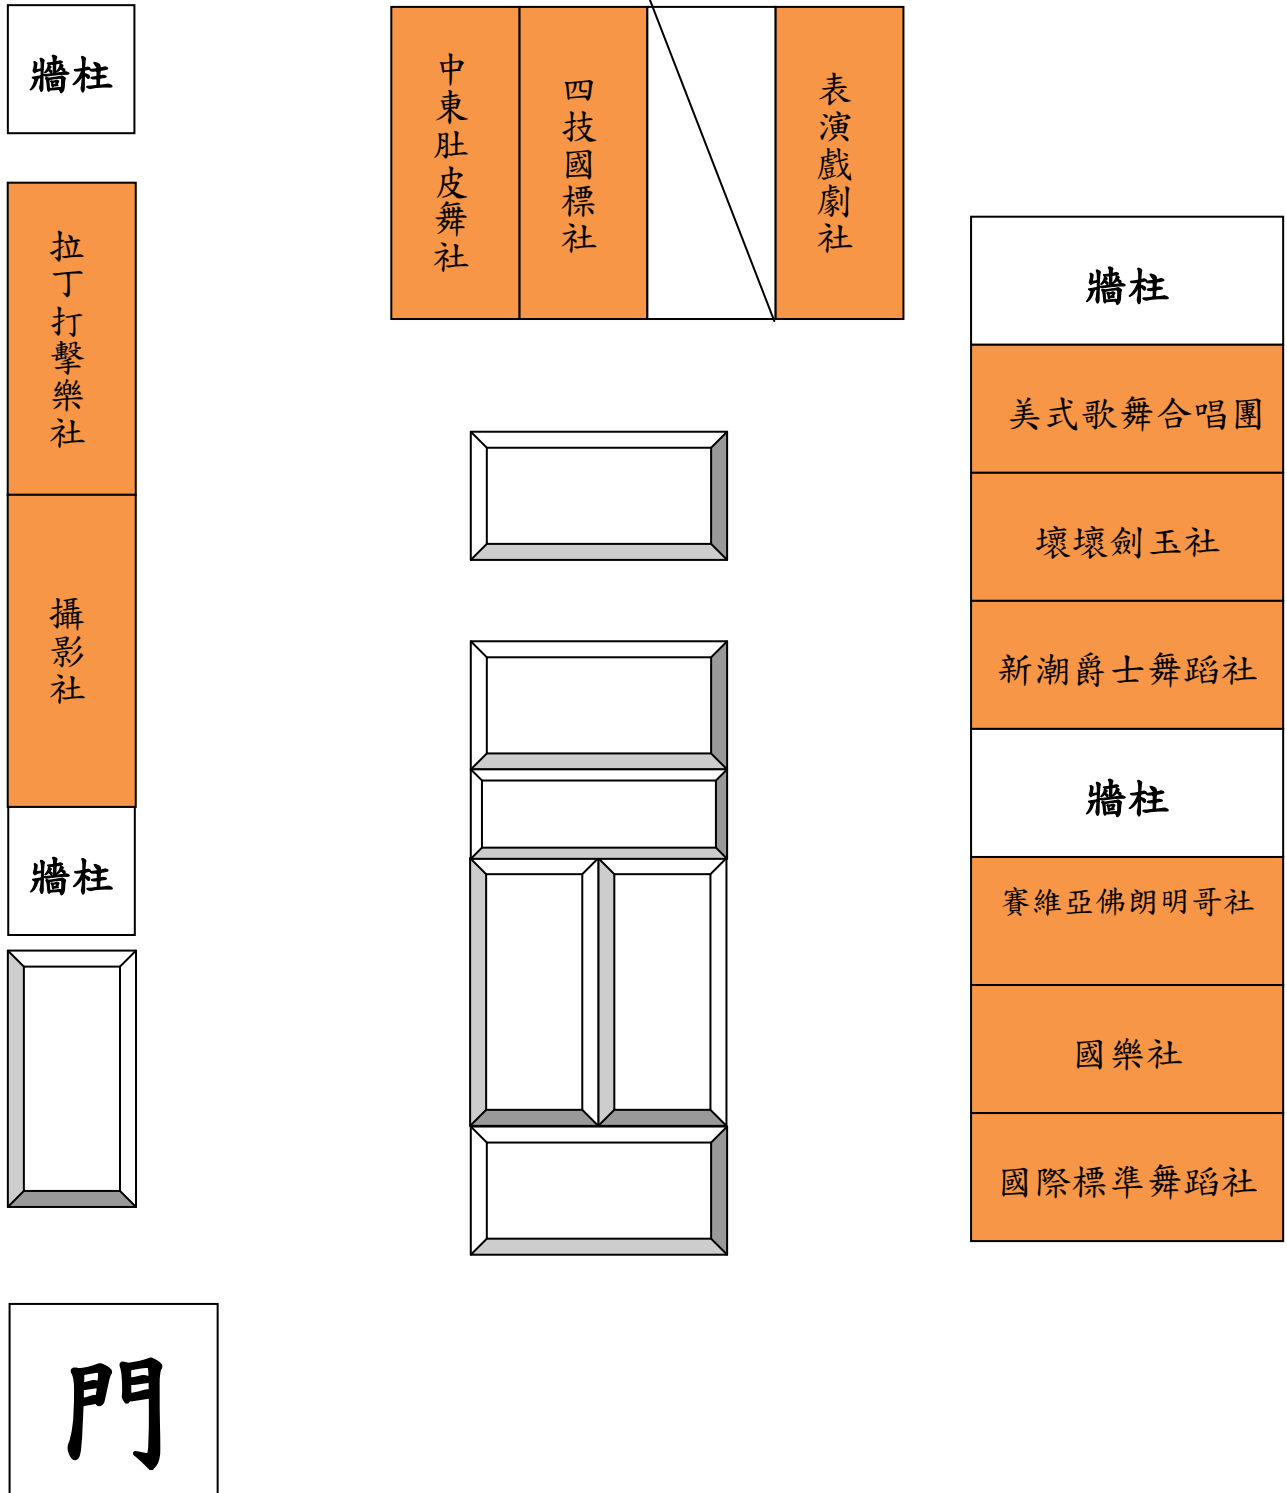 牆柱
中東肚皮舞社
四技國標社
表演戲劇社
拉丁打擊樂社
攝影社
牆柱
牆柱
美式歌舞合唱團
壞壞劍玉社
新潮爵士舞蹈社
牆柱
賽維亞佛朗明哥社
國樂社
國際標準舞蹈社
門